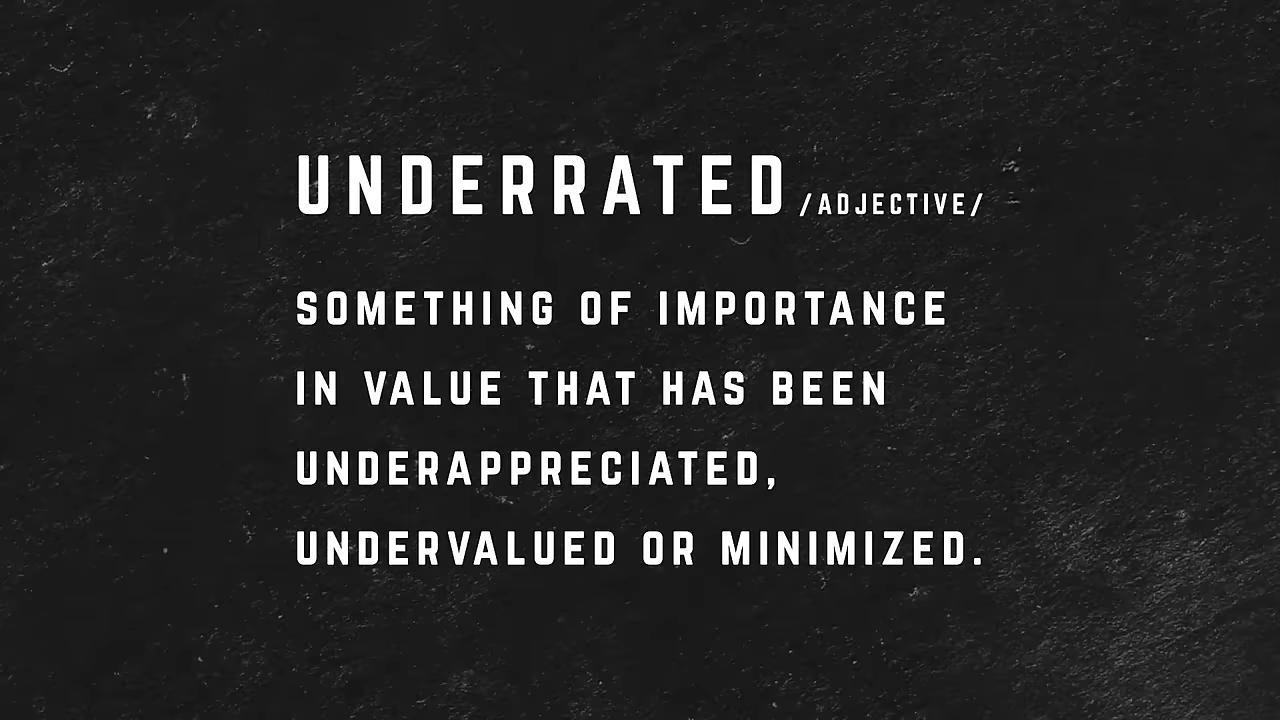 UNDERRATED /ADJECTIVE/
SOMETHING OF IMPORTANCE
IN VALUE THAT HAS BEEN
UNDERAPPRECIATED,
UNDERVALUED OR MINIMIZED.